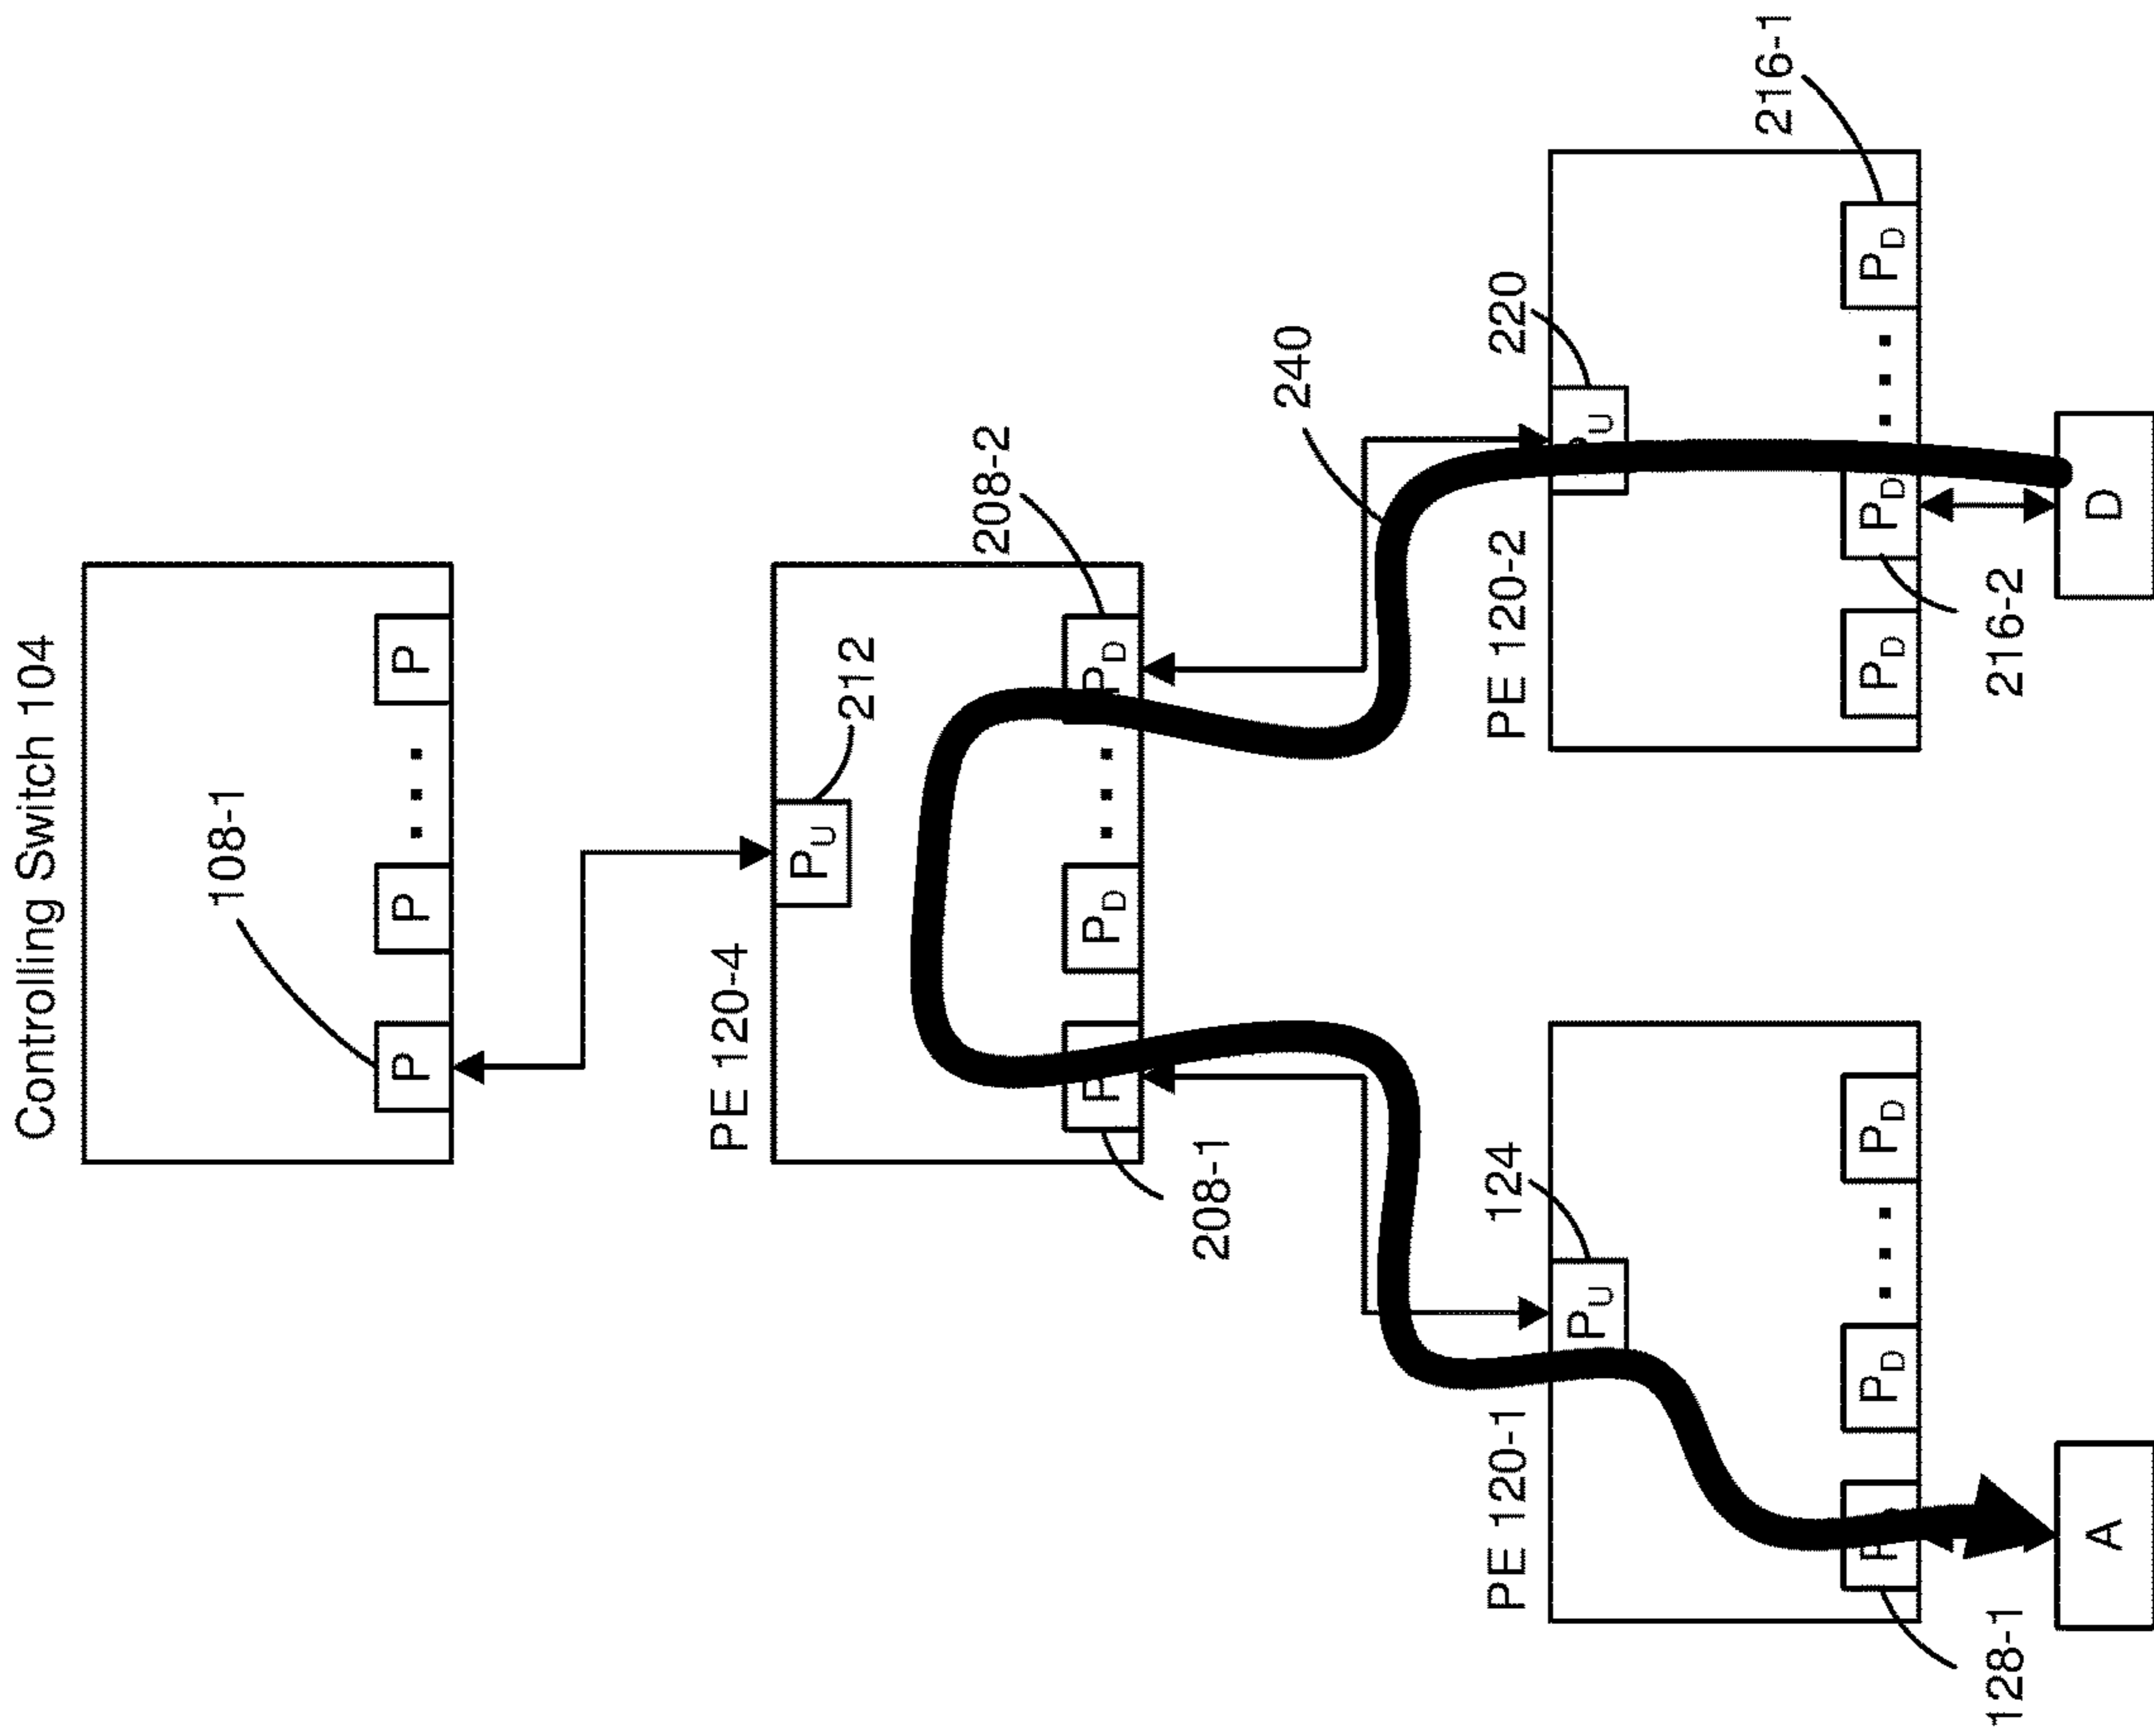 Controlling Switch 104
108-1
P
P
P
PE 120-4
212
P_U
208-1
P_D
P_D
208-2
240
PE 120-1
124
P_U
P_D
P_D
128-1
A
PE 120-2
220
U
P_D
P_D
P_D
216-1
216-2
D